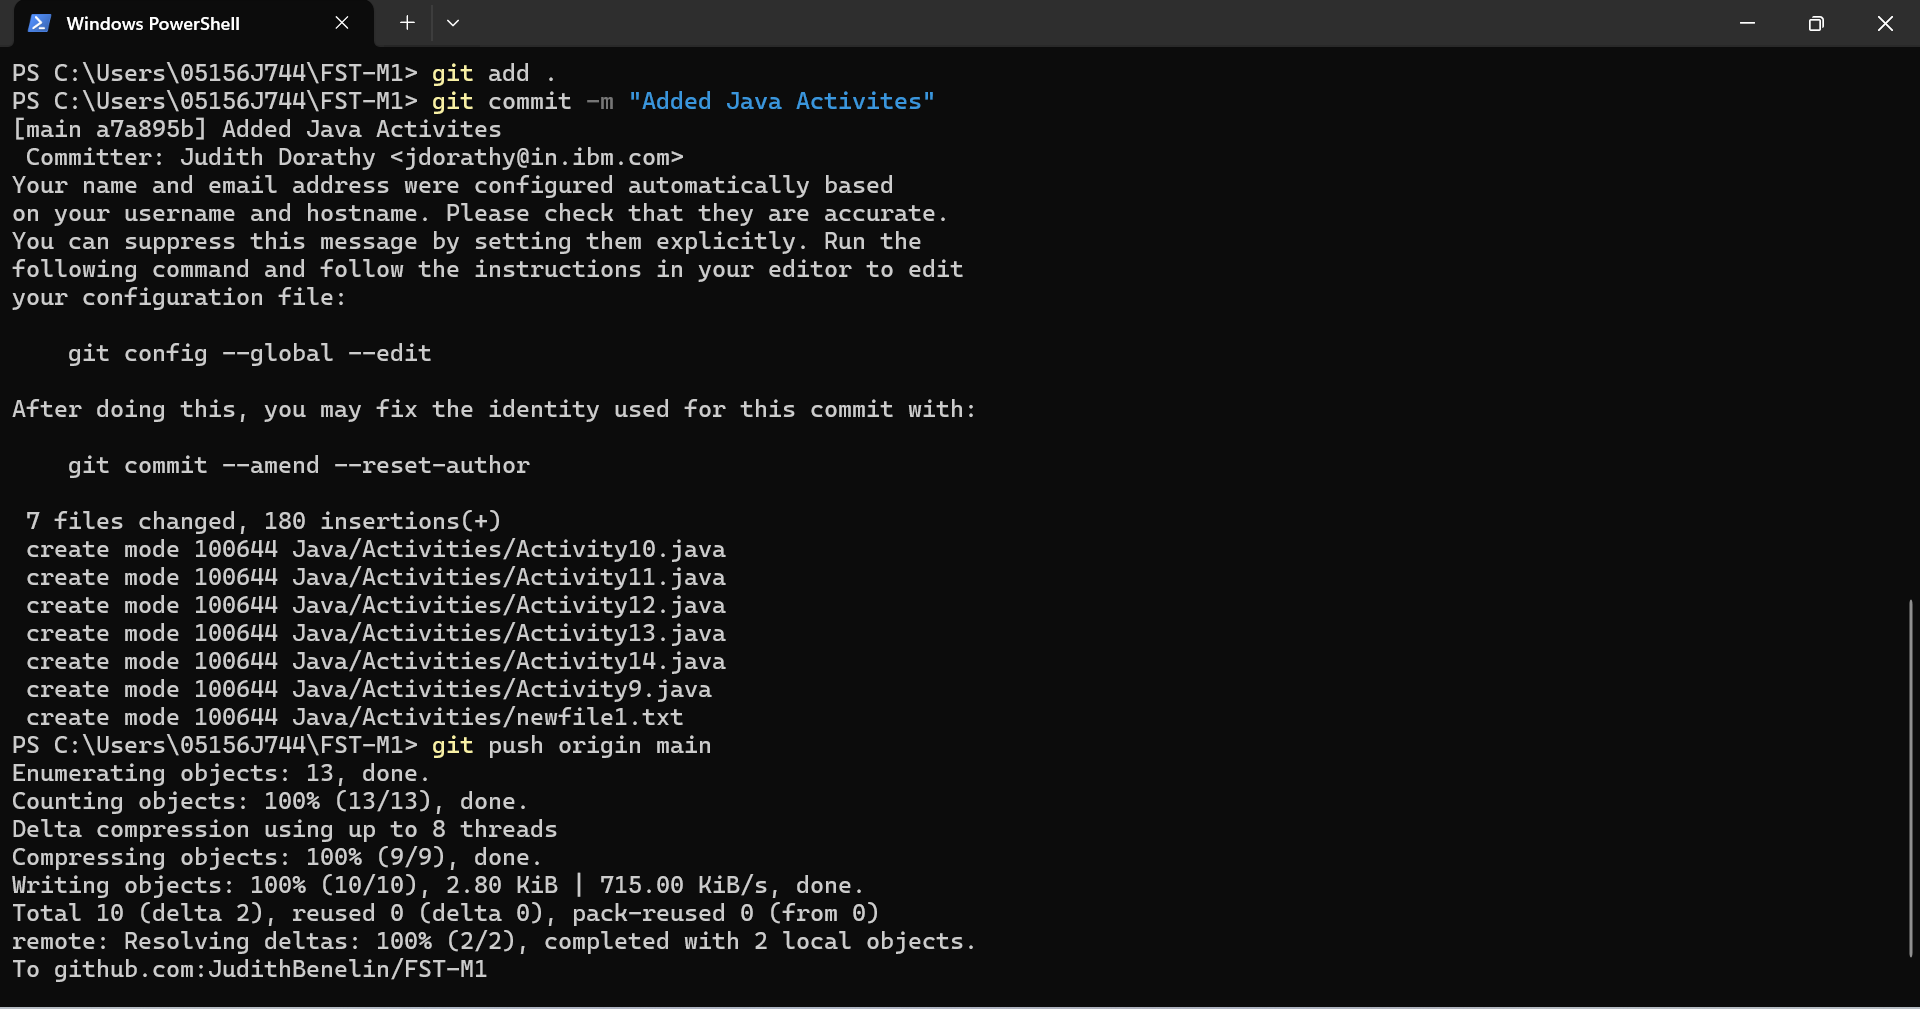 Windows PowerShell
PS C:\Users\05156J744\FST-M1> git add .
PS C:\Users\05156J744\FST-M1> git commit -m "Added Java Activites"
[main a7a895b] Added Java Activites
 Committer: Judith Dorathy <jdorathy@in.ibm.com>
Your name and email address were configured automatically based
on your username and hostname. Please check that they are accurate.
You can suppress this message by setting them explicitly. Run the
following command and follow the instructions in your editor to edit
your configuration file:

    git config --global --edit

After doing this, you may fix the identity used for this commit with:

    git commit --amend --reset-author

 7 files changed, 180 insertions(+)
 create mode 100644 Java/Activities/Activity10.java
 create mode 100644 Java/Activities/Activity11.java
 create mode 100644 Java/Activities/Activity12.java
 create mode 100644 Java/Activities/Activity13.java
 create mode 100644 Java/Activities/Activity14.java
 create mode 100644 Java/Activities/Activity9.java
 create mode 100644 Java/Activities/newfile1.txt
PS C:\Users\05156J744\FST-M1> git push origin main
Enumerating objects: 13, done.
Counting objects: 100% (13/13), done.
Delta compression using up to 8 threads
Compressing objects: 100% (9/9), done.
Writing objects: 100% (10/10), 2.80 KiB | 715.00 KiB/s, done.
Total 10 (delta 2), reused 0 (delta 0), pack-reused 0 (from 0)
remote: Resolving deltas: 100% (2/2), completed with 2 local objects.
To github.com:JudithBenelin/FST-M1